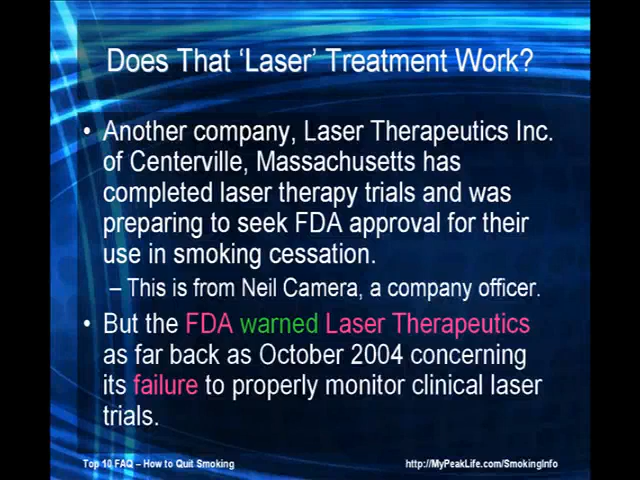 Does That ‘Laser’ Treatment Work?
• Another company, Laser Therapeutics Inc.
of Centerville, Massachusetts has
completed laser therapy trials and was
preparing to seek FDA approval for their
use in smoking cessation.
– This is from Neil Camera, a company officer.
• But the FDA warned Laser Therapeutics
as far back as October 2004 concerning
its failure to properly monitor clinical laser
trials.
Top 10 FAQ – How to Quit Smoking
http://MyPeakLife.com/SmokingInfo